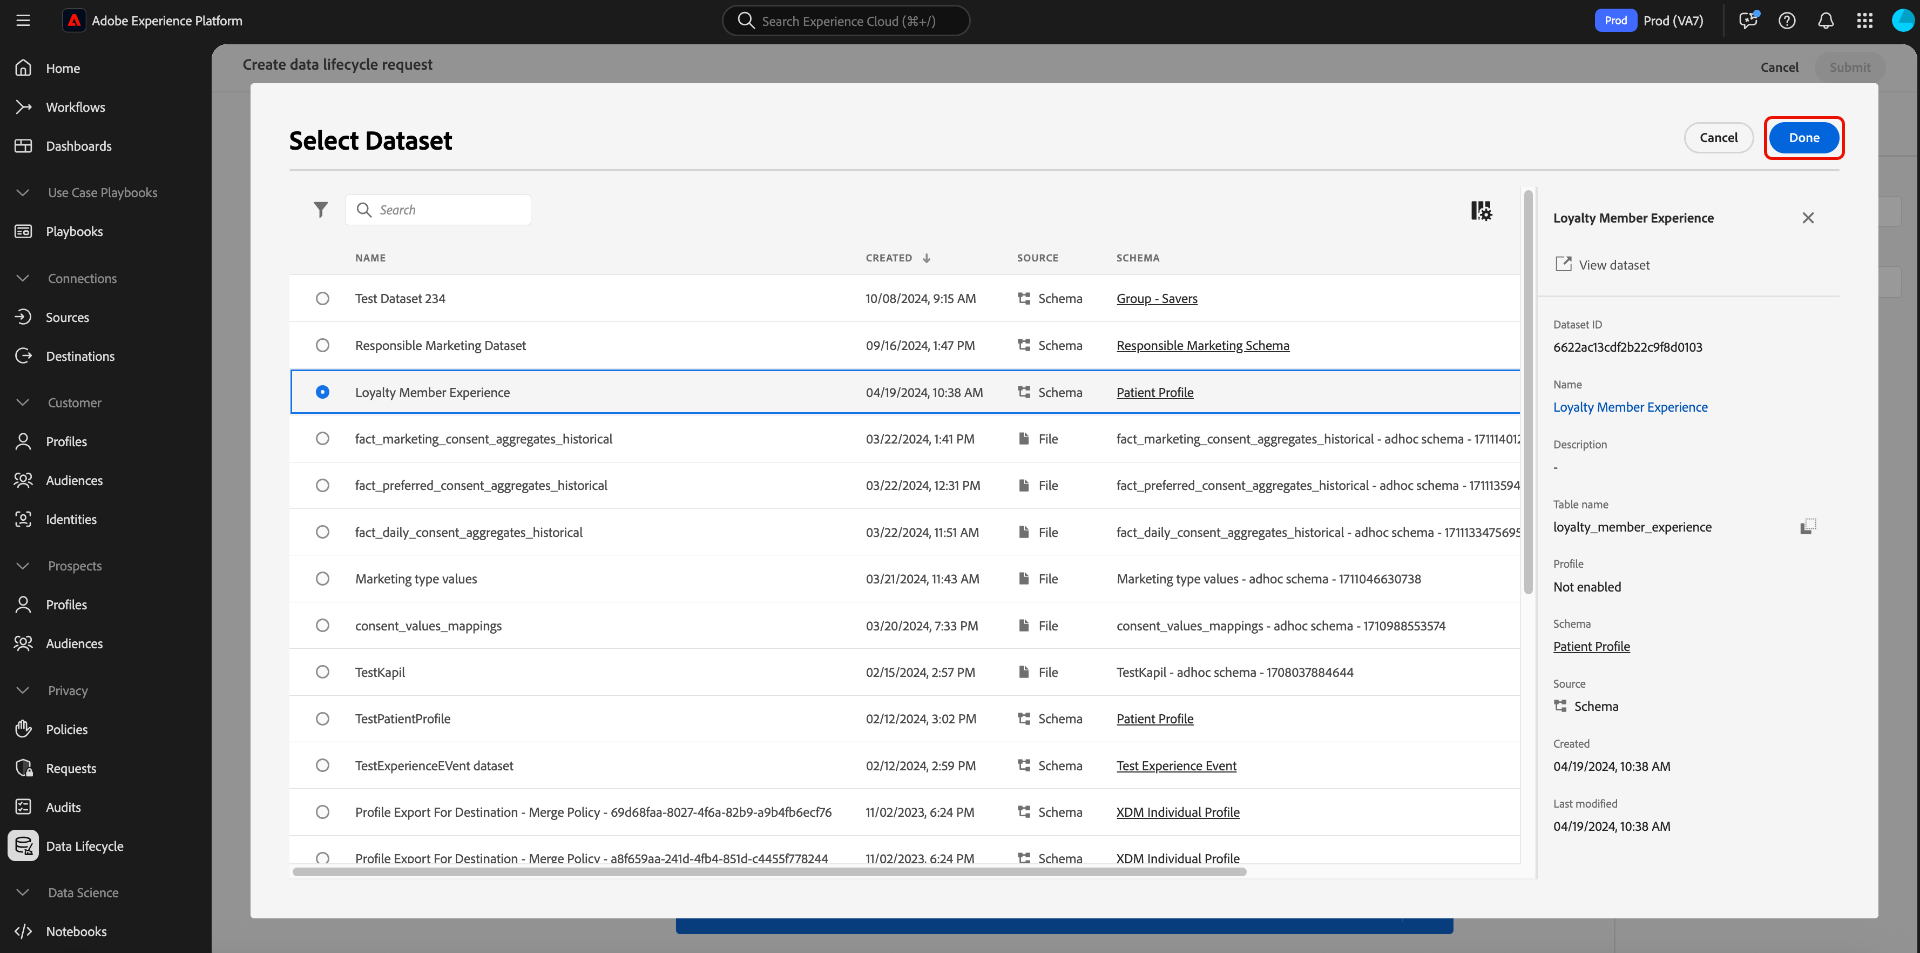 Adobe Experience Platform
Search Experience Cloud (⌘+/)
Prod
Prod (VA7)
Home
Workflows
Dashboards
Use Case Playbooks
Playbooks
Connections
Sources
Destinations
Customer
Profiles
Audiences
Identities
Prospects
Profiles
Audiences
Privacy
Policies
Requests
Audits
Data Lifecycle
Data Science
Notebooks
Create data lifecycle request
Cancel
Submit
Select Dataset
Cancel
Done
Search
NAME CREATED SOURCE SCHEMA
Test Dataset 234 10/08/2024, 9:15 AM Schema Group - Savers
Responsible Marketing Dataset 09/16/2024, 1:47 PM Schema Responsible Marketing Schema
Loyalty Member Experience 04/19/2024, 10:38 AM Schema Patient Profile
fact_marketing_consent_aggregates_historical 03/22/2024, 1:41 PM File fact_marketing_consent_aggregates_historical - adhoc schema - 171114012
fact_preferred_consent_aggregates_historical 03/22/2024, 12:31 PM File fact_preferred_consent_aggregates_historical - adhoc schema - 171113594
fact_daily_consent_aggregates_historical 03/22/2024, 11:51 AM File fact_daily_consent_aggregates_historical - adhoc schema - 1711133475695
Marketing type values 03/21/2024, 11:43 AM File Marketing type values - adhoc schema - 1711046630738
consent_values_mappings 03/20/2024, 7:33 PM File consent_values_mappings - adhoc schema - 1710988553574
TestKapil 02/15/2024, 2:57 PM File TestKapil - adhoc schema - 1708037884644
TestPatientProfile 02/12/2024, 3:02 PM Schema Patient Profile
TestExperienceEVent dataset 02/12/2024, 2:59 PM Schema Test Experience Event
Profile Export For Destination - Merge Policy - 69d68faa-8027-4f6a-82b9-a9b4fb6ecf76 11/02/2023, 6:24 PM Schema XDM Individual Profile
Profile Export For Destination - Merge Policy - a8f659aa-241d-4fb4-851d-c4455f778244 11/02/2023, 6:24 PM Schema XDM Individual Profile
Loyalty Member Experience
View dataset
Dataset ID
6622ac13cdf2b22c9f8d0103
Name
Loyalty Member Experience
Description
-
Table name
loyalty_member_experience
Profile
Not enabled
Schema
Patient Profile
Source
Schema
Created
04/19/2024, 10:38 AM
Last modified
04/19/2024, 10:38 AM